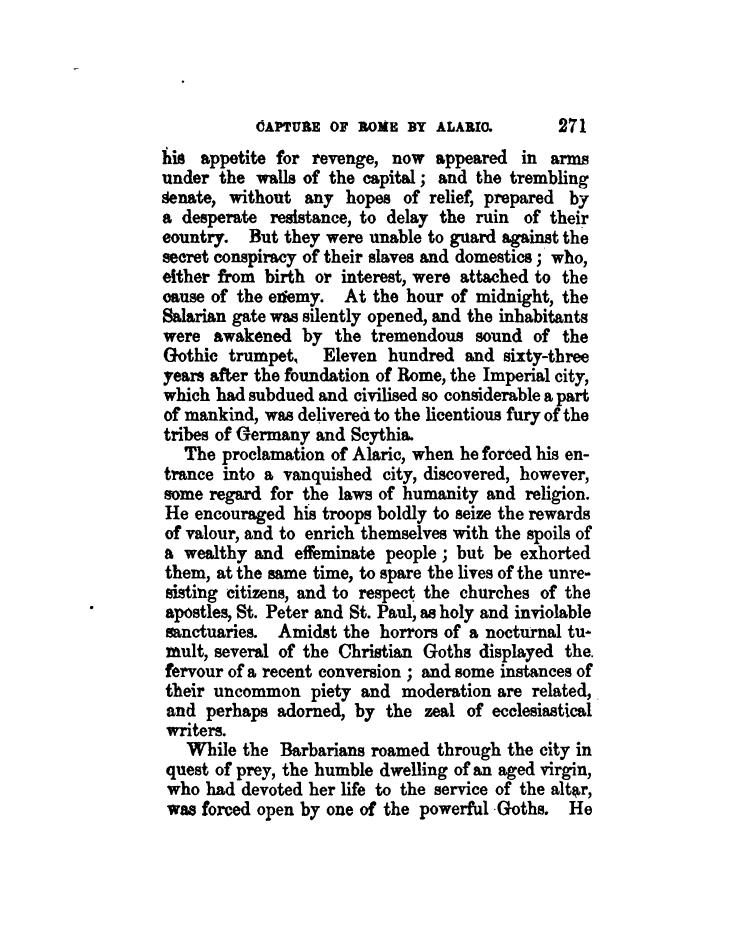 CAPTURE OF ROME BY ALARIC. 271
his appetite for revenge, now appeared in arms
under the walls of the capital; and the trembling
senate, without any hopes of relief, prepared by
a desperate resistance, to delay the ruin of their
country. But they were unable to guard against the
secret conspiracy of their slaves and domestics; who,
either from birth or interest, were attached to the
cause of the enemy. At the hour of midnight, the
Salarian gate was silently opened, and the inhabitants
were awakened by the tremendous sound of the
Gothic trumpet. Eleven hundred and sixty-three
years after the foundation of Rome, the Imperial city,
which had subdued and civilised so considerable a part
of mankind, was delivered to the licentious fury of the
tribes of Germany and Scythia.
The proclamation of Alaric, when he forced his en-
trance into a vanquished city, discovered, however,
some regard for the laws of humanity and religion.
He encouraged his troops boldly to seize the rewards
of valour, and to enrich themselves with the spoils of
a wealthy and effeminate people; but be exhorted
them, at the same time, to spare the lives of the unre-
sisting citizens, and to respect the churches of the
apostles, St. Peter and St. Paul, as holy and inviolable
sanctuaries. Amidst the horrors of a nocturnal tu-
mult, several of the Christian Goths displayed the
fervour of a recent conversion; and some instances of
their uncommon piety and moderation are related,
and perhaps adorned, by the zeal of ecclesiastical
writers.
While the Barbarians roamed through the city in
quest of prey, the humble dwelling of an aged virgin,
who had devoted her life to the service of the altar,
was forced open by one of the powerful Goths. He